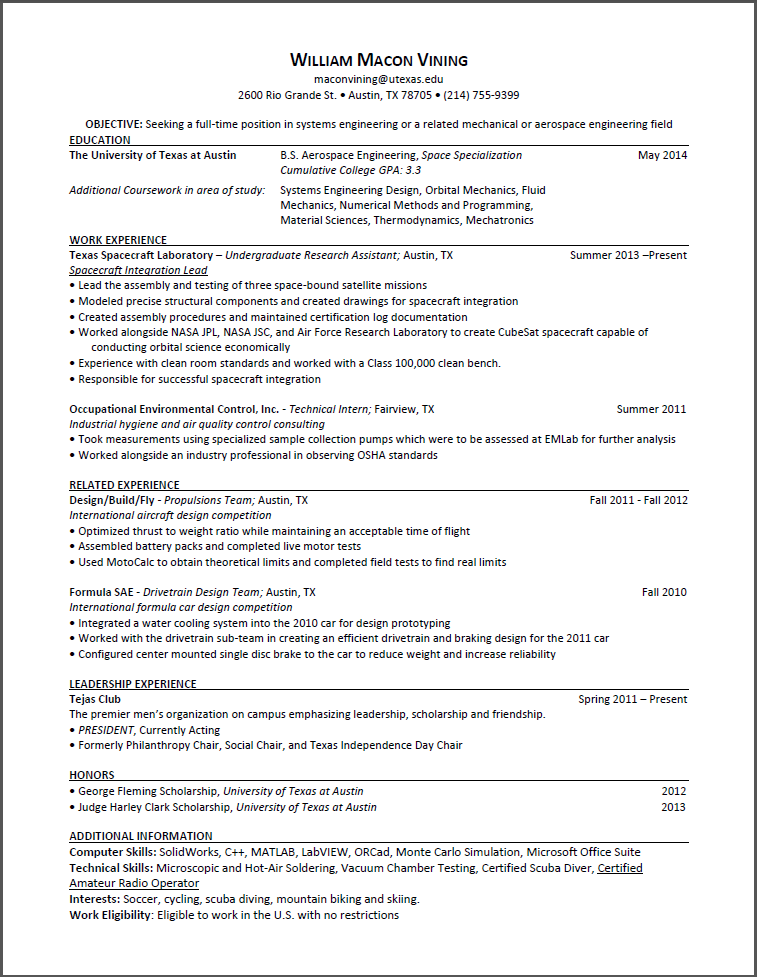 WILLIAM MACON VINING
maconvining@utexas.edu
2600 Rio Grande St. • Austin, TX 78705 • (214) 755-9399
OBJECTIVE: Seeking a full-time position in systems engineering or a related mechanical or aerospace engineering field
EDUCATION
The University of Texas at Austin B.S. Aerospace Engineering, Space Specialization May 2014
Cumulative College GPA: 3.3
Additional Coursework in area of study: Systems Engineering Design, Orbital Mechanics, Fluid
Mechanics, Numerical Methods and Programming,
Material Sciences, Thermodynamics, Mechatronics
WORK EXPERIENCE
Texas Spacecraft Laboratory – Undergraduate Research Assistant; Austin, TX Summer 2013 –Present
Spacecraft Integration Lead
• Lead the assembly and testing of three space-bound satellite missions
• Modeled precise structural components and created drawings for spacecraft integration
• Created assembly procedures and maintained certification log documentation
• Worked alongside NASA JPL, NASA JSC, and Air Force Research Laboratory to create CubeSat spacecraft capable of
conducting orbital science economically
• Experience with clean room standards and worked with a Class 100,000 clean bench.
• Responsible for successful spacecraft integration
Occupational Environmental Control, Inc. - Technical Intern; Fairview, TX Summer 2011
Industrial hygiene and air quality control consulting
• Took measurements using specialized sample collection pumps which were to be assessed at EMLab for further analysis
• Worked alongside an industry professional in observing OSHA standards
RELATED EXPERIENCE
Design/Build/Fly - Propulsions Team; Austin, TX Fall 2011 - Fall 2012
International aircraft design competition
• Optimized thrust to weight ratio while maintaining an acceptable time of flight
• Assembled battery packs and completed live motor tests
• Used MotoCalc to obtain theoretical limits and completed field tests to find real limits
Formula SAE - Drivetrain Design Team; Austin, TX Fall 2010
International formula car design competition
• Integrated a water cooling system into the 2010 car for design prototyping
• Worked with the drivetrain sub-team in creating an efficient drivetrain and braking design for the 2011 car
• Configured center mounted single disc brake to the car to reduce weight and increase reliability
LEADERSHIP EXPERIENCE
Tejas Club Spring 2011 – Present
The premier men's organization on campus emphasizing leadership, scholarship and friendship.
• PRESIDENT, Currently Acting
• Formerly Philanthropy Chair, Social Chair, and Texas Independence Day Chair
HONORS
• George Fleming Scholarship, University of Texas at Austin 2012
• Judge Harley Clark Scholarship, University of Texas at Austin 2013
ADDITIONAL INFORMATION
Computer Skills: SolidWorks, C++, MATLAB, LabVIEW, ORCad, Monte Carlo Simulation, Microsoft Office Suite
Technical Skills: Microscopic and Hot-Air Soldering, Vacuum Chamber Testing, Certified Scuba Diver, Certified
Amateur Radio Operator
Interests: Soccer, cycling, scuba diving, mountain biking and skiing.
Work Eligibility: Eligible to work in the U.S. with no restrictions